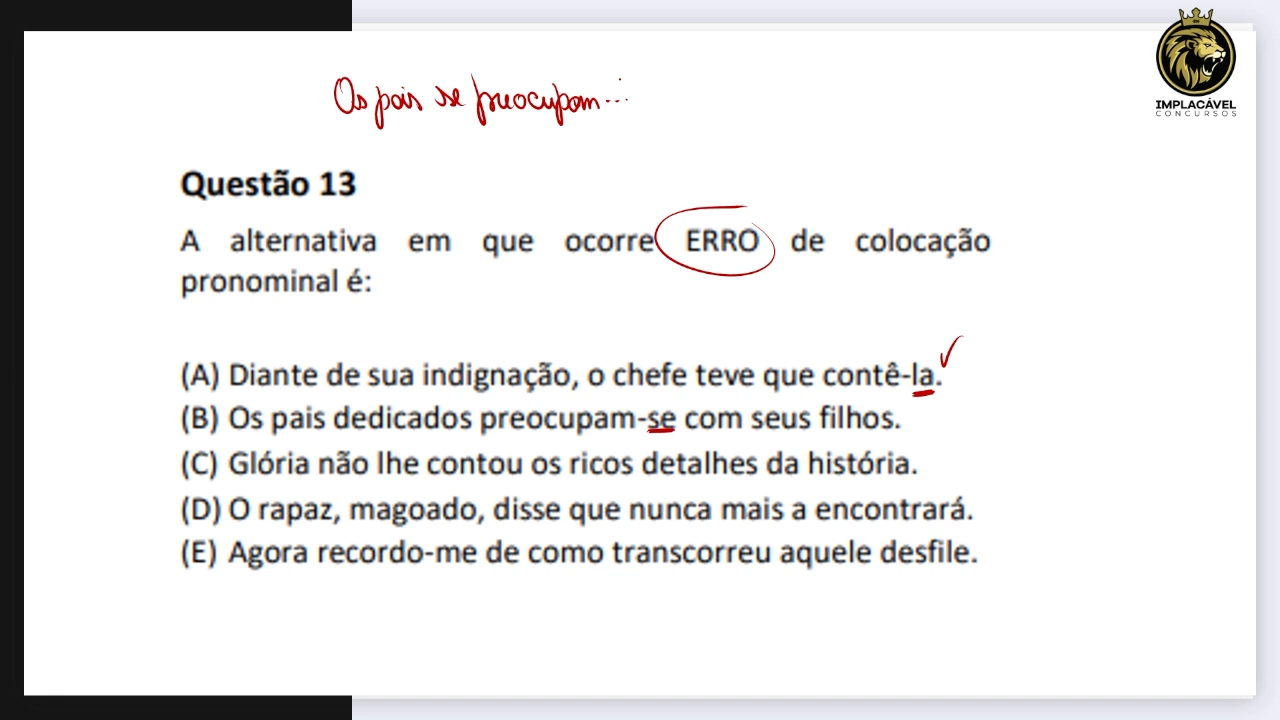 IMPLACÁVEL
CONCURSOS
Os pais se preocupam...
Questão 13
A alternativa em que ocorre ERRO de colocação
pronominal é:
(A) Diante de sua indignação, o chefe teve que contê-la.
(B) Os pais dedicados preocupam-se com seus filhos.
(C) Glória não lhe contou os ricos detalhes da história.
(D) O rapaz, magoado, disse que nunca mais a encontrará.
(E) Agora recordo-me de como transcorreu aquele desfile.